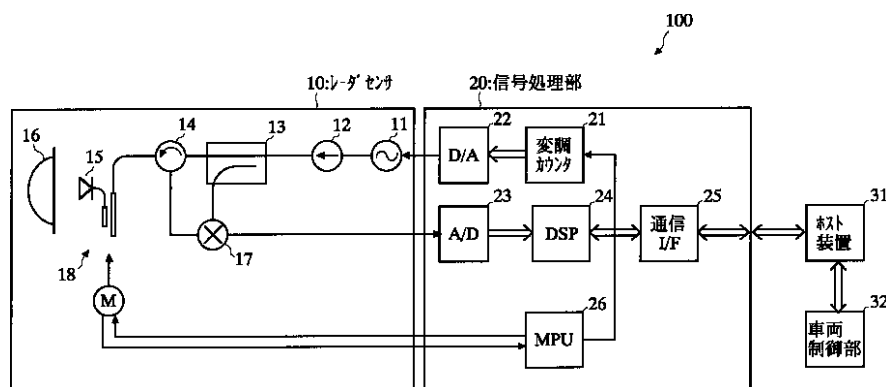 100
10:レーダセンサ
20:信号処理部
16
15
14
13
12
11
22
D/A
21
変調
カウンタ
23
A/D
24
DSP
25
通信
I/F
31
ホスト
装置
17
18
M
26
MPU
32
車両
制御部